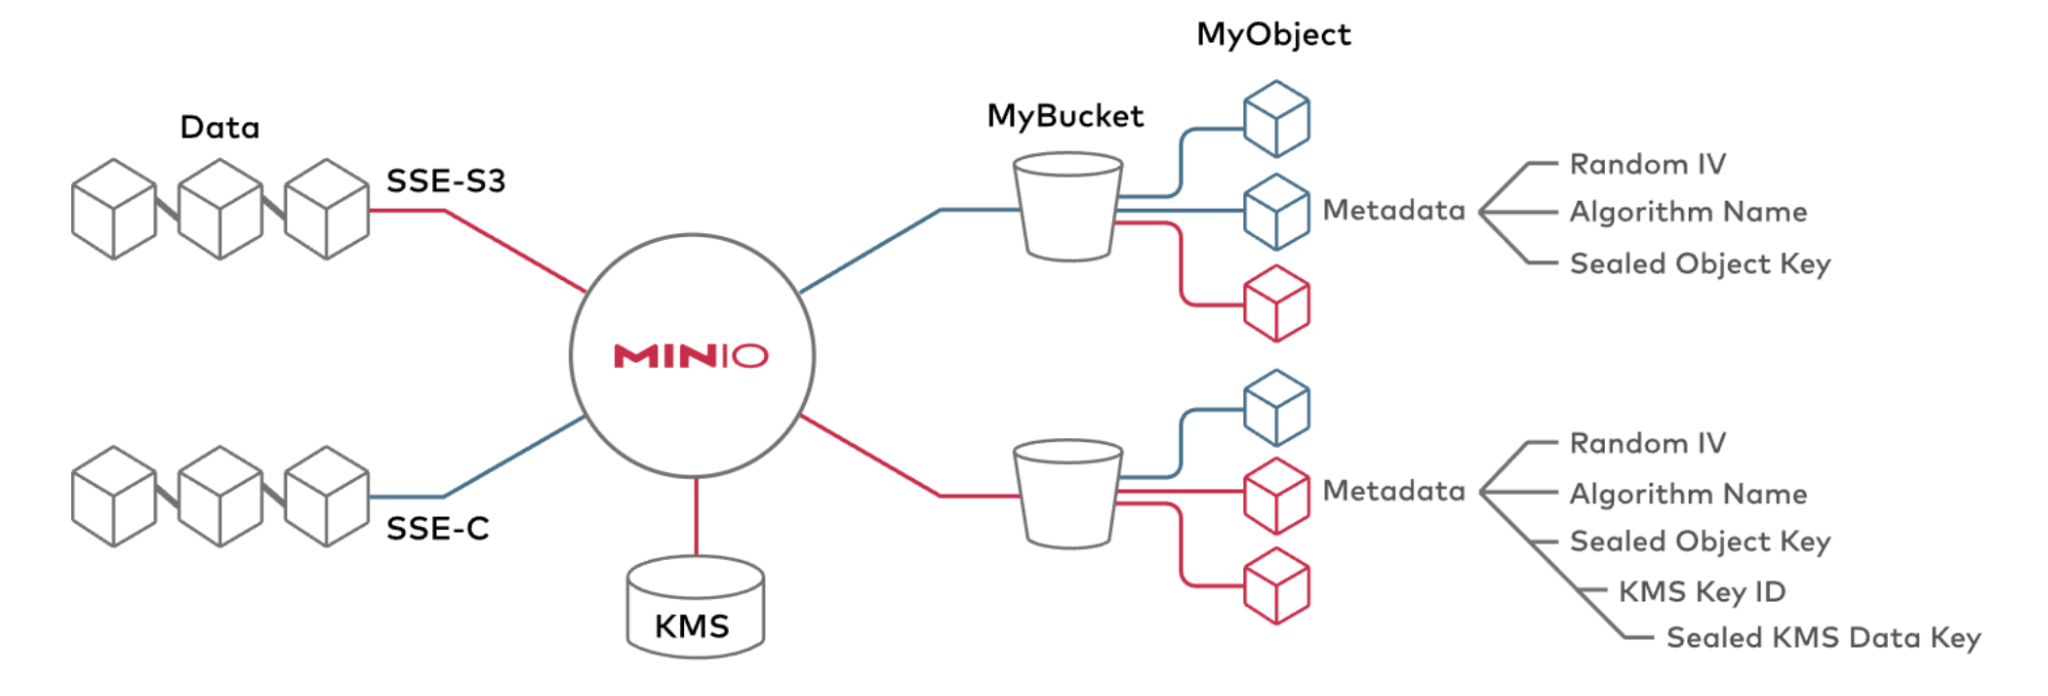 MyObject
MyBucket
Data
SSE-S3
Random IV
Metadata
Algorithm Name
Sealed Object Key
MINIO
Random IV
Metadata
Algorithm Name
SSE-C
Sealed Object Key
KMS Key ID
KMS
Sealed KMS Data Key